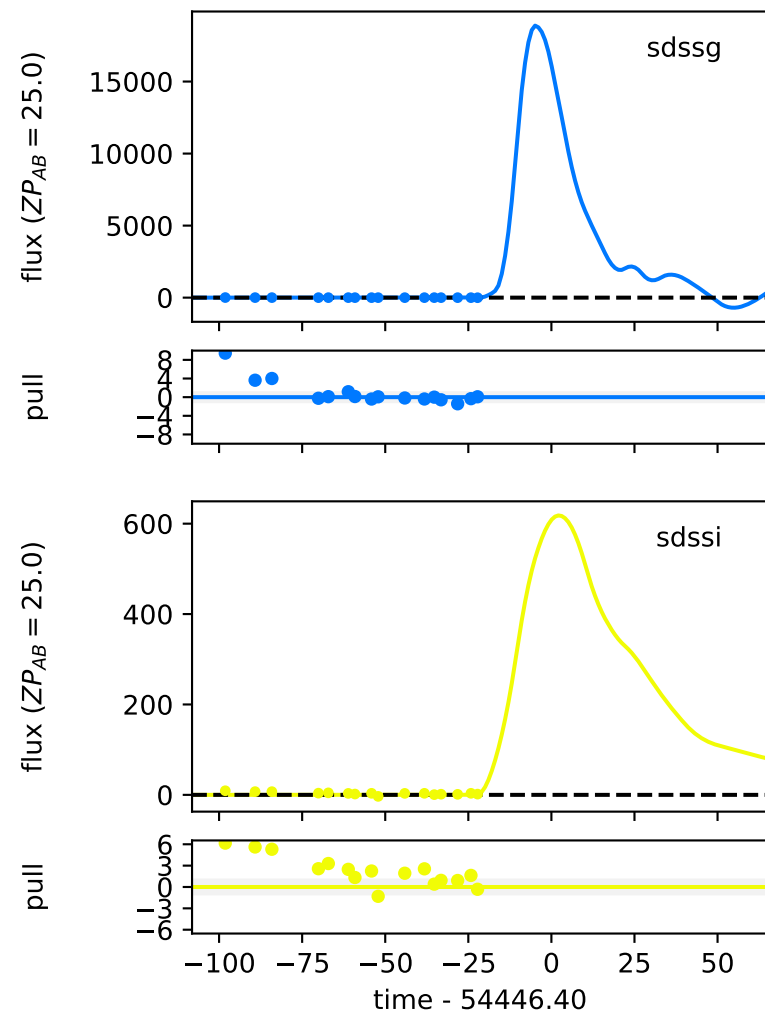 sdssg
flux (ZP_AB = 25.0)
15000
10000
5000
0
pull
8
4
0
−4
−8
sdssi
flux (ZP_AB = 25.0)
600
400
200
0
pull
6
3
0
−3
−6
−100 −75 −50 −25 0 25 50
time - 54446.40